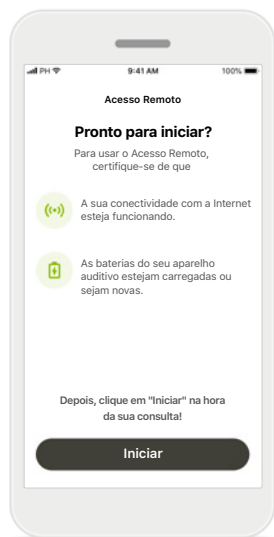 PH 9:41 AM 100%
Acesso Remoto
Pronto para iniciar?
Para usar o Acesso Remoto,
certifique-se de que
A sua conectividade com a Internet
esteja funcionando.
As baterias do seu aparelho
auditivo estejam carregadas ou
sejam novas.
Depois, clique em "Iniciar" na hora
da sua consulta!
Iniciar